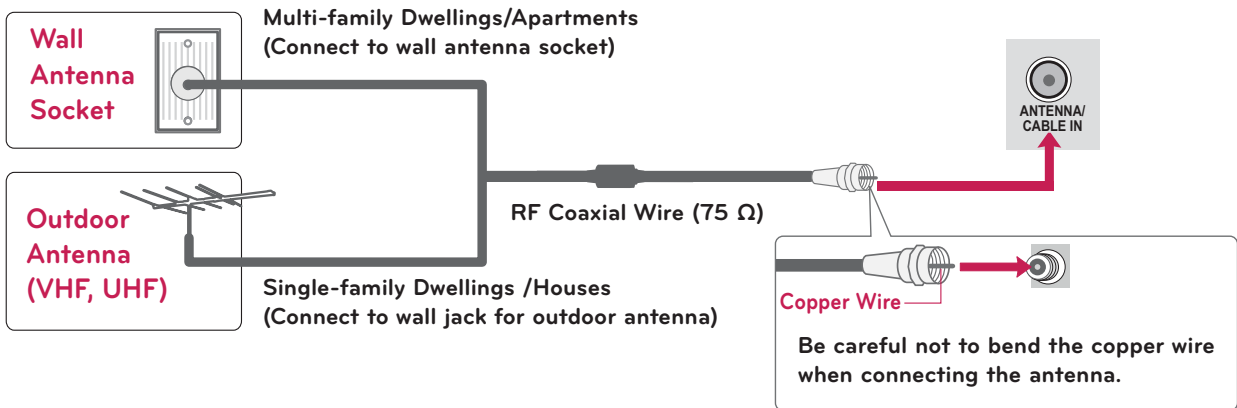 Wall
Antenna
Socket
Multi-family Dwellings/Apartments
(Connect to wall antenna socket)
ANTENNA/
CABLE IN
Outdoor
Antenna
(VHF, UHF)
RF Coaxial Wire (75 Ω)
Single-family Dwellings /Houses
(Connect to wall jack for outdoor antenna)
Copper Wire
Be careful not to bend the copper wire
when connecting the antenna.